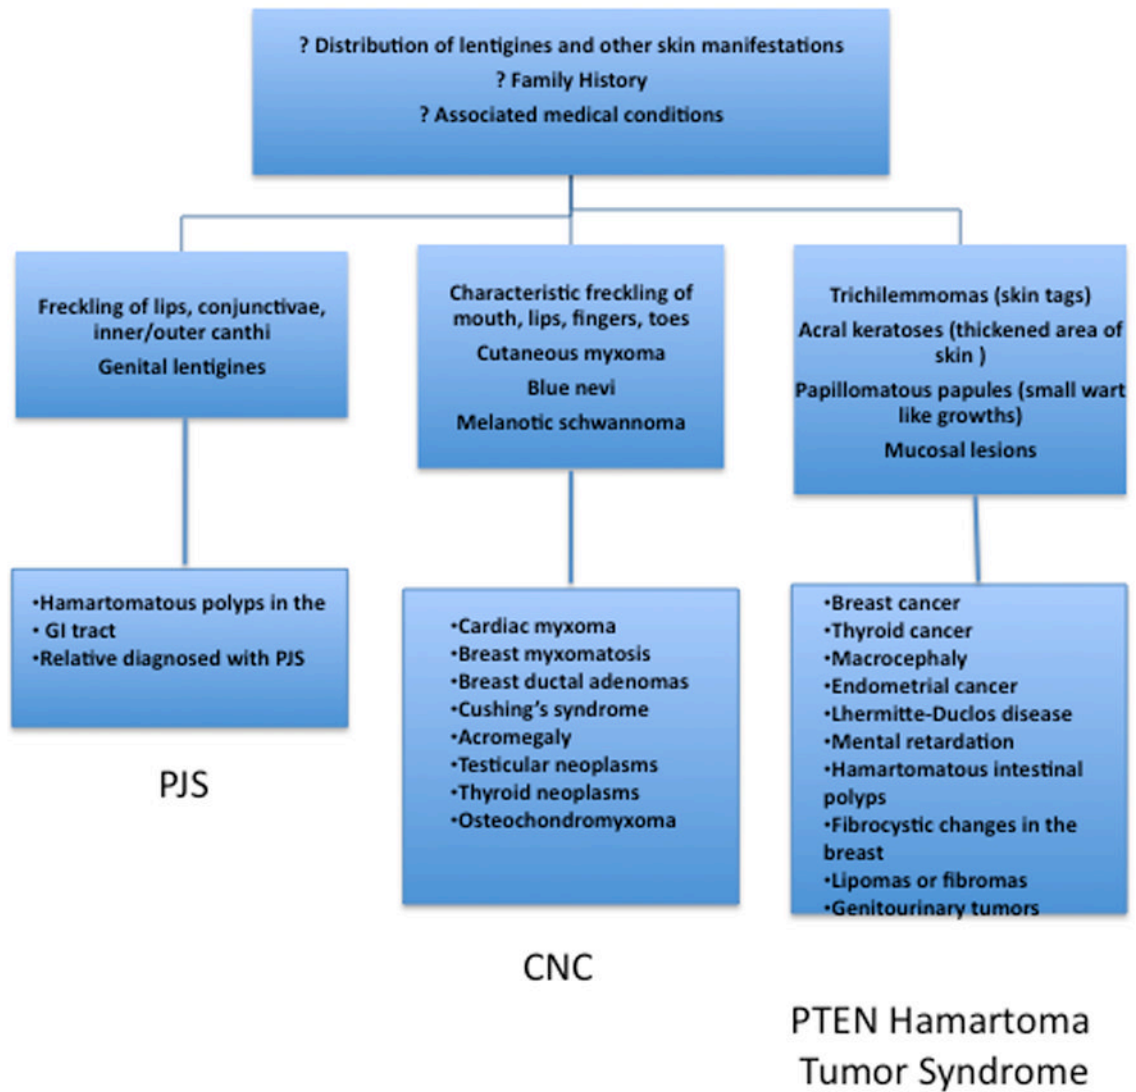 ? Distribution of lentigines and other skin manifestations
? Family History
? Associated medical conditions
Freckling of lips, conjunctivae,
inner/outer canthi
Genital lentigines
Characteristic freckling of
mouth, lips, fingers, toes
Cutaneous myxoma
Blue nevi
Melanotic schwannoma
Trichilemmomas (skin tags)
Acral keratoses (thickened area of
skin )
Papillomatous papules (small wart
like growths)
Mucosal lesions
•Hamartomatous polyps in the
• GI tract
•Relative diagnosed with PJS
PJS
•Cardiac myxoma
•Breast myxomatosis
•Breast ductal adenomas
•Cushing's syndrome
•Acromegaly
•Testicular neoplasms
•Thyroid neoplasms
•Osteochondromyxoma
CNC
•Breast cancer
•Thyroid cancer
•Macrocephaly
•Endometrial cancer
•Lhermitte-Duclos disease
•Mental retardation
•Hamartomatous intestinal
polyps
•Fibrocystic changes in the
breast
•Lipomas or fibromas
•Genitourinary tumors
PTEN Hamartoma
Tumor Syndrome